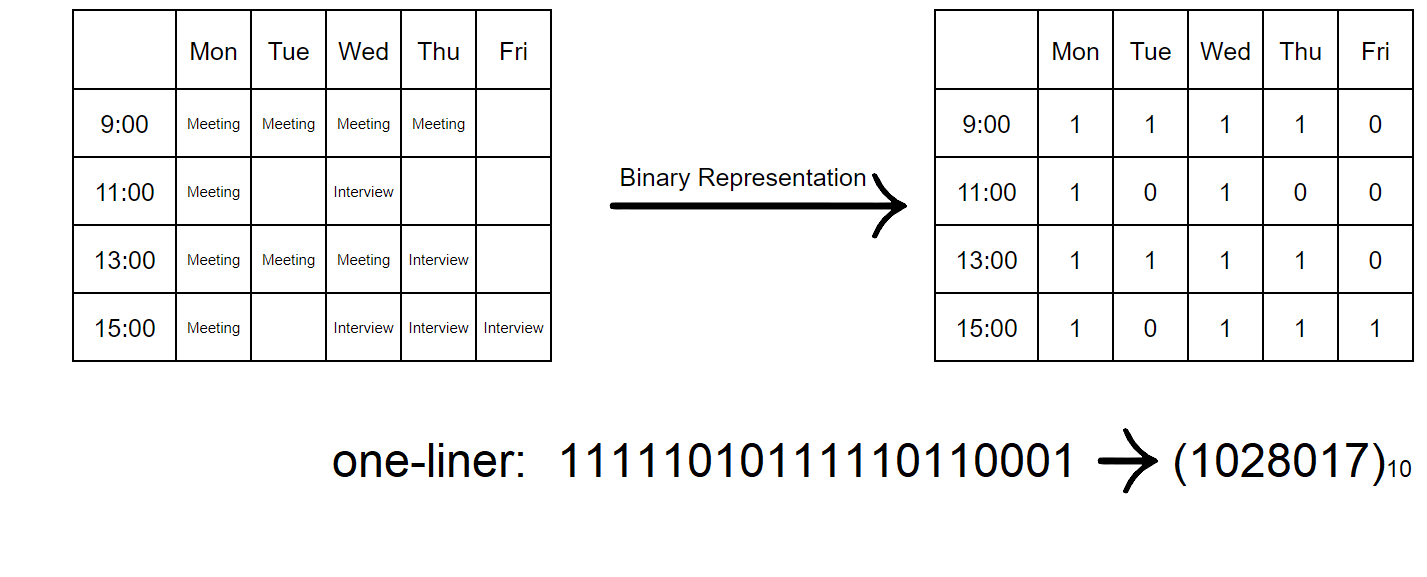 Mon Tue Wed Thu Fri
9:00 Meeting Meeting Meeting Meeting
11:00 Meeting Interview
13:00 Meeting Meeting Meeting Interview
15:00 Meeting Interview Interview Interview
Binary Representation
Mon Tue Wed Thu Fri
9:00 1 1 1 1 0
11:00 1 0 1 0 0
13:00 1 1 1 1 0
15:00 1 0 1 1 1
one-liner: 11111010111110110001 (1028017)10